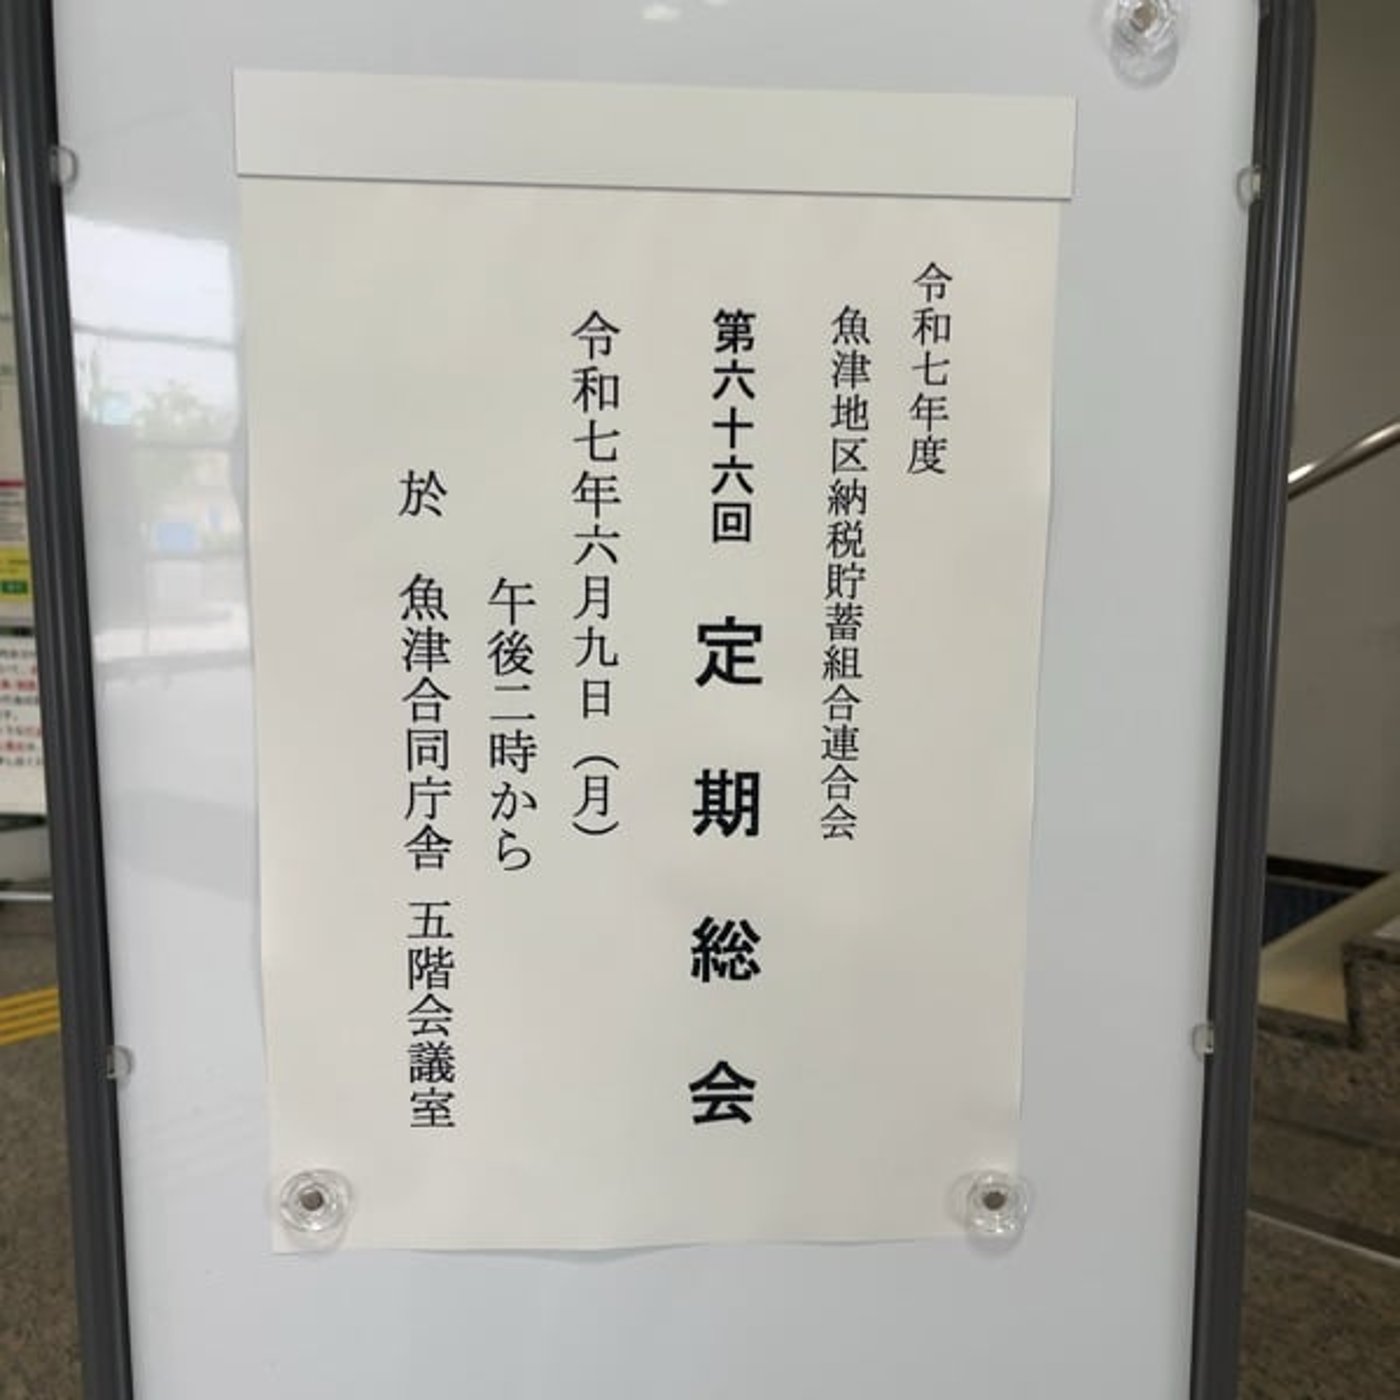 令和七年度
魚津地区納税貯蓄組合連合会
第六十六回 定期総会
令和七年六月九日（月）
午後二時から
於 魚津合同庁舎 五階会議室